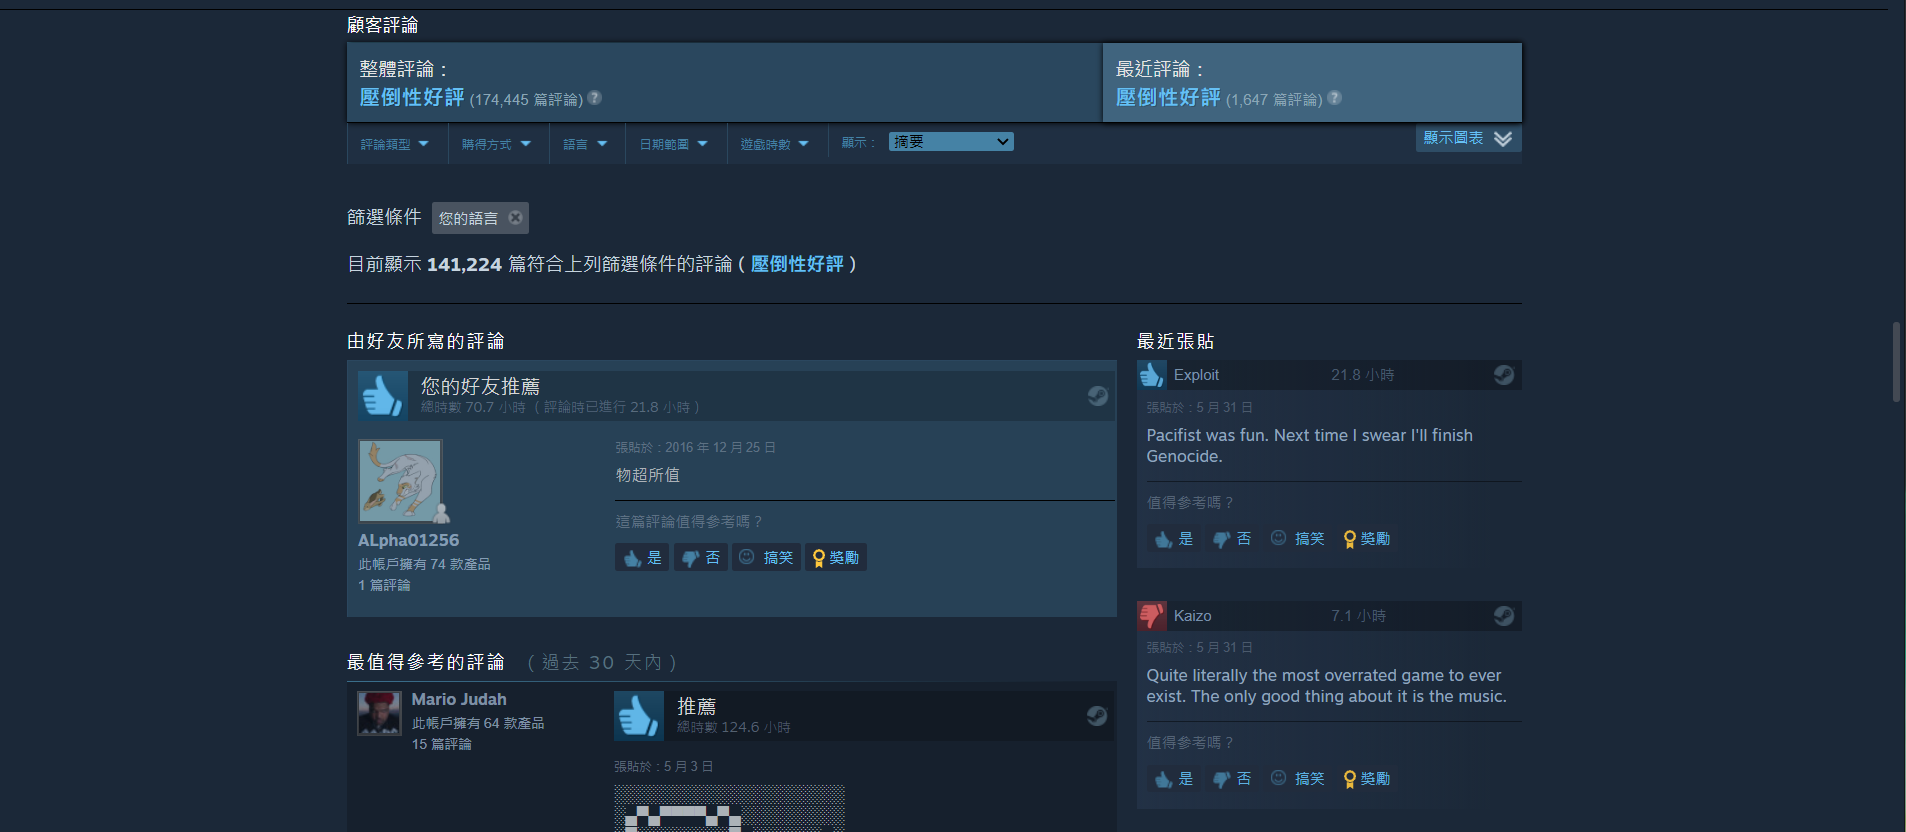 顧客評論
整體評論：
壓倒性好評 (174,445 篇評論) ?
最近評論：
壓倒性好評 (1,647 篇評論) ?
評論類型
購得方式
語言
日期範圍
遊戲時數
顯示：
摘要
顯示圖表
篩選條件
您的語言
目前顯示 141,224 篇符合上列篩選條件的評論 ( 壓倒性好評 )
由好友所寫的評論
您的好友推薦
總時數 70.7 小時（評論時已進行 21.8 小時）
張貼於：2016 年 12 月 25 日
物超所值
這篇評論值得參考嗎？
是
否
搞笑
獎勵
ALpha01256
此帳戶擁有 74 款產品
1 篇評論
最值得參考的評論 （過去 30 天內）
Mario Judah
此帳戶擁有 64 款產品
15 篇評論
推薦
總時數 124.6 小時
張貼於：5 月 3 日
最近張貼
Exploit
21.8 小時
張貼於：5 月 31 日
Pacifist was fun. Next time I swear I'll finish
Genocide.
值得參考嗎？
是
否
搞笑
獎勵
Kaizo
7.1 小時
張貼於：5 月 31 日
Quite literally the most overrated game to ever
exist. The only good thing about it is the music.
值得參考嗎？
是
否
搞笑
獎勵